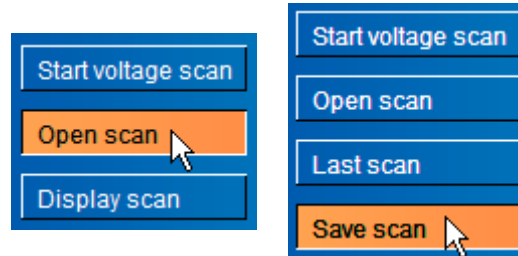 Start voltage scan
Open scan
Display scan
Start voltage scan
Open scan
Last scan
Save scan